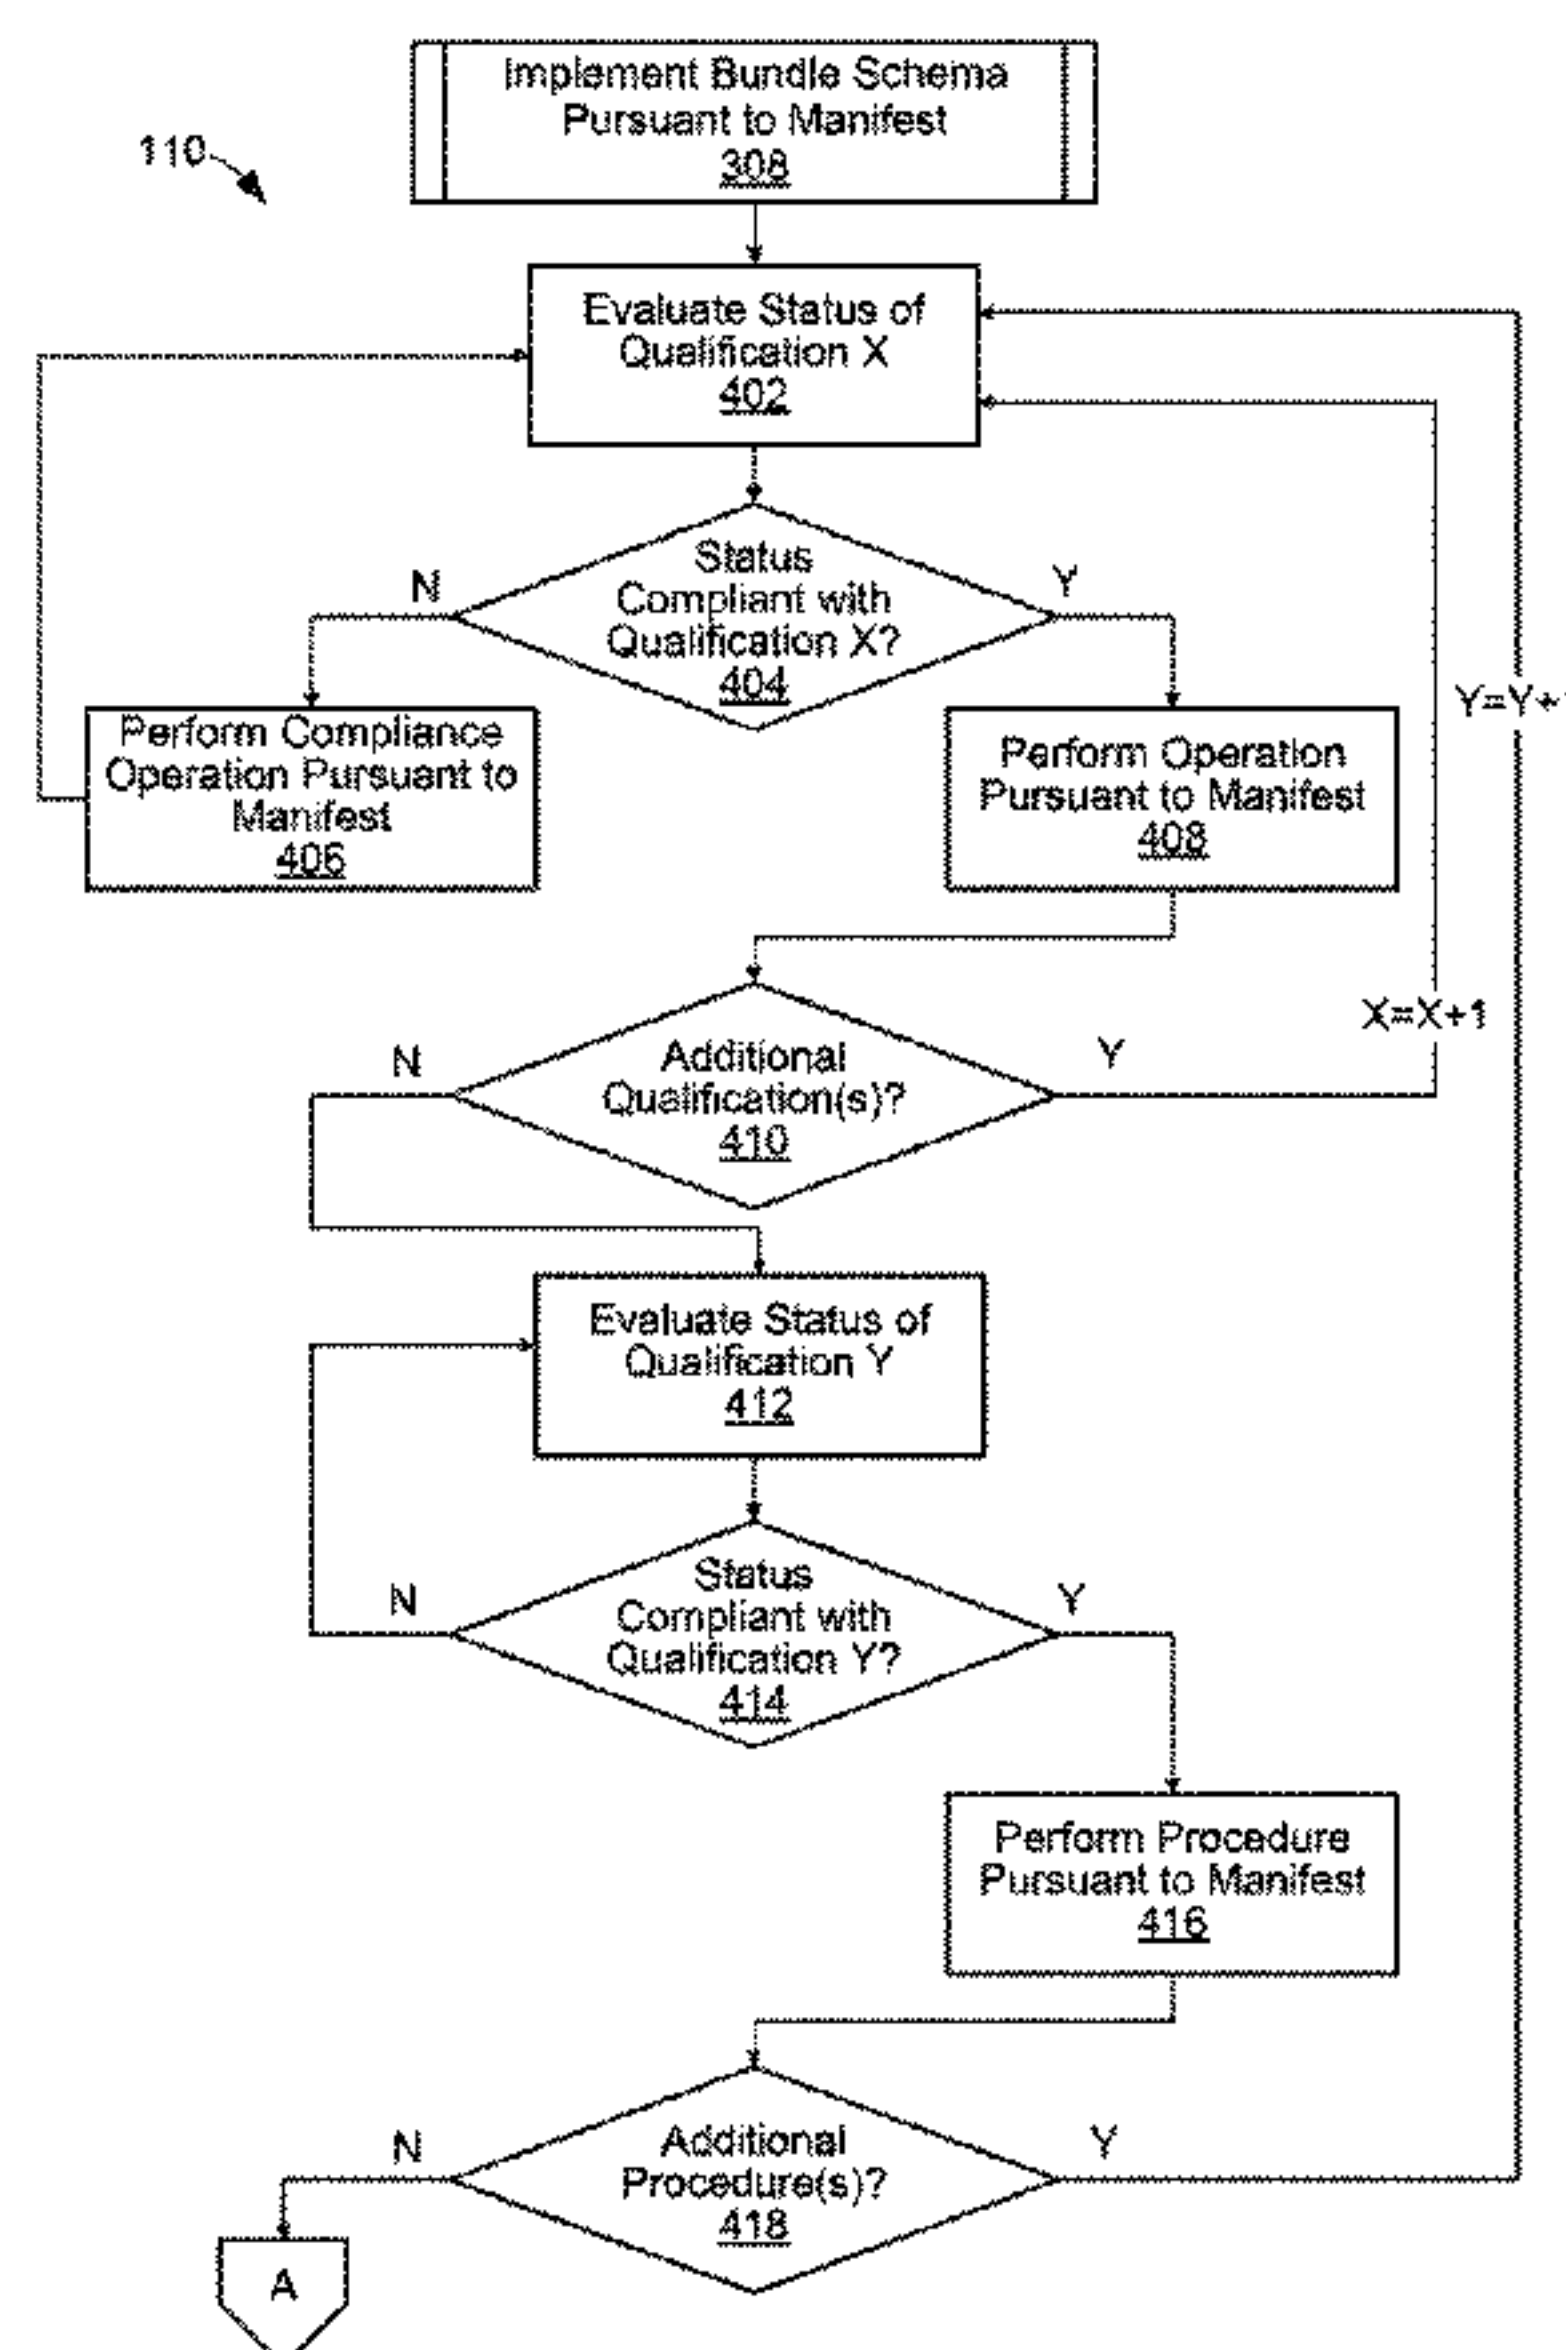 Implement Bundle Schema
Pursuant to Manifest
308
110
Evaluate Status of
Qualification X
402
Status
Compliant with
Qualification X?
404
N
Y
Perform Compliance
Operation Pursuant to
Manifest
406
Perform Operation
Pursuant to Manifest
408
Y=Y+
X=X+1
Additional
Qualification(s)?
410
N
Y
Evaluate Status of
Qualification Y
412
Status
Compliant with
Qualification Y?
414
N
Y
Perform Procedure
Pursuant to Manifest
416
Additional
Procedure(s)?
418
N
Y
A